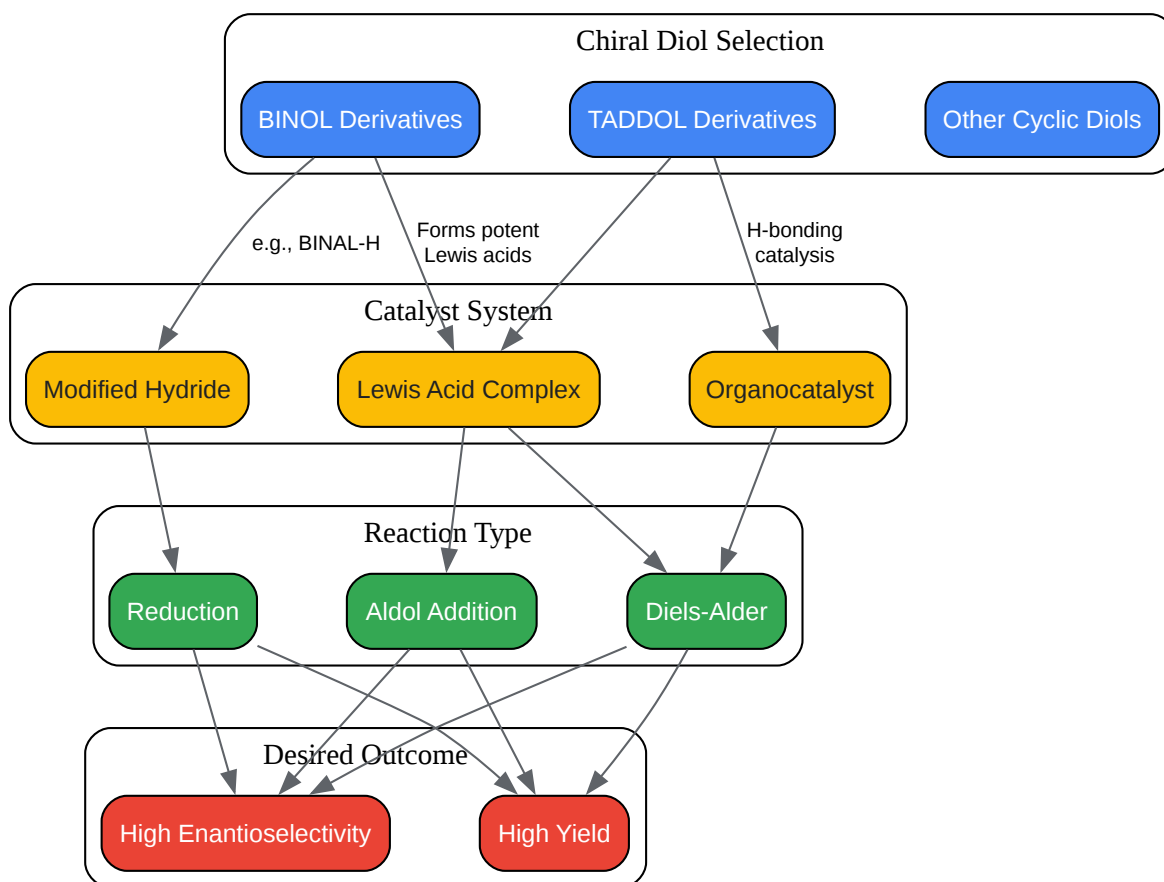 Chiral Diol Selection
BINOL Derivatives
TADDOL Derivatives
Other Cyclic Diols
e.g., BINAL-H
Forms potent
Lewis acids
H-bonding
catalysis
Catalyst System
Modified Hydride
Lewis Acid Complex
Organocatalyst
Reaction Type
Reduction
Aldol Addition
Diels-Alder
Desired Outcome
High Enantioselectivity
High Yield